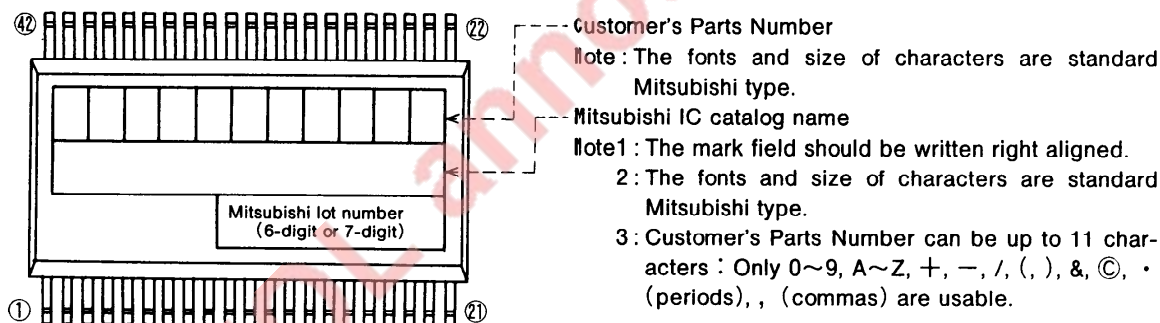 ㊷ ㉒
Customer's Parts Number
Note : The fonts and size of characters are standard
Mitsubishi type.
Mitsubishi IC catalog name
Note1 : The mark field should be written right aligned.
2 : The fonts and size of characters are standard
Mitsubishi type.
3 : Customer's Parts Number can be up to 11 char-
acters : Only 0~9, A~Z, +, −, /, (, ), &, Ⓒ, ・
(periods), , (commas) are usable.
Mitsubishi lot number
(6-digit or 7-digit)
① ㉑